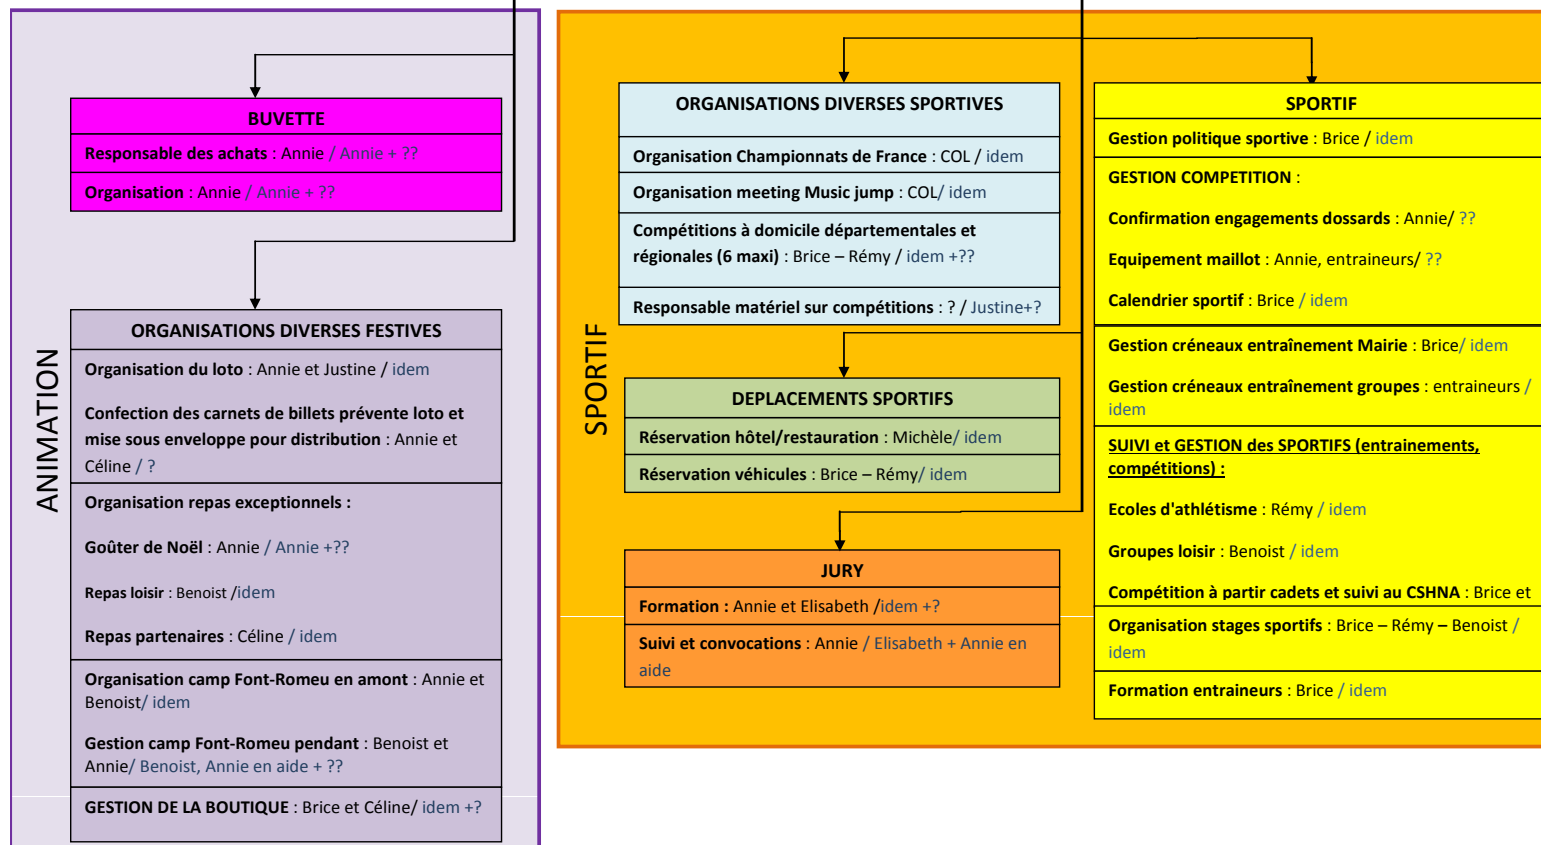 ANIMATION
BUVETTE
Responsable des achats : Annie / Annie + ??
Organisation : Annie / Annie + ??
ORGANISATIONS DIVERSES FESTIVES
Organisation du loto : Annie et Justine / idem
Confection des carnets de billets prévente loto et
mise sous enveloppe pour distribution : Annie et
Céline / ?
Organisation repas exceptionnels :
Goûter de Noël : Annie / Annie +??
Repas loisir : Benoist /idem
Repas partenaires : Céline / idem
Organisation camp Font-Romeu en amont : Annie et
Benoist/ idem
Gestion camp Font-Romeu pendant : Benoist et
Annie/ Benoist, Annie en aide + ??
GESTION DE LA BOUTIQUE : Brice et Céline/ idem +?
SPORTIF
ORGANISATIONS DIVERSES SPORTIVES
Organisation Championnats de France : COL / idem
Organisation meeting Music jump : COL/ idem
Compétitions à domicile départementales et
régionales (6 maxi) : Brice – Rémy / idem +??
Responsable matériel sur compétitions : ? / Justine+?
DEPLACEMENTS SPORTIFS
Réservation hôtel/restauration : Michèle/ idem
Réservation véhicules : Brice – Rémy/ idem
JURY
Formation : Annie et Elisabeth /idem +?
Suivi et convocations : Annie / Elisabeth + Annie en
aide
SPORTIF
Gestion politique sportive : Brice / idem
GESTION COMPETITION :
Confirmation engagements dossards : Annie/ ??
Equipement maillot : Annie, entraineurs/ ??
Calendrier sportif : Brice / idem
Gestion créneaux entraînement Mairie : Brice/ idem
Gestion créneaux entraînement groupes : entraineurs /
idem
SUIVI et GESTION des SPORTIFS (entrainements,
compétitions) :
Ecoles d'athlétisme : Rémy / idem
Groupes loisir : Benoist / idem
Compétition à partir cadets et suivi au CSHNA : Brice et
Organisation stages sportifs : Brice – Rémy – Benoist /
idem
Formation entraineurs : Brice / idem